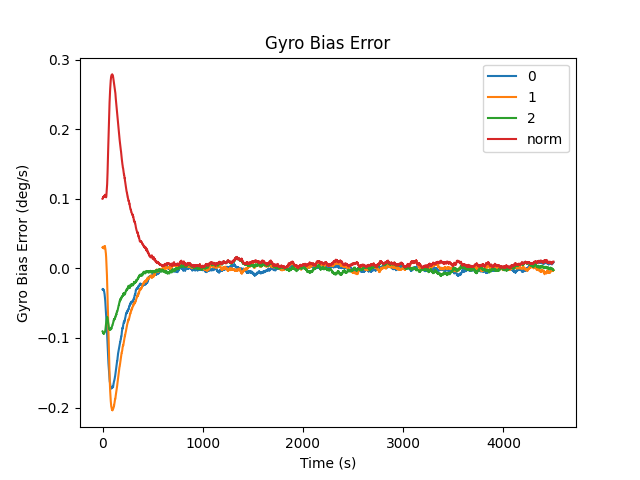 Gyro Bias Error
0.3
0.2
0.1
0.0
−0.1
−0.2
Gyro Bias Error (deg/s)
0
1
2
norm
0 1000 2000 3000 4000
Time (s)